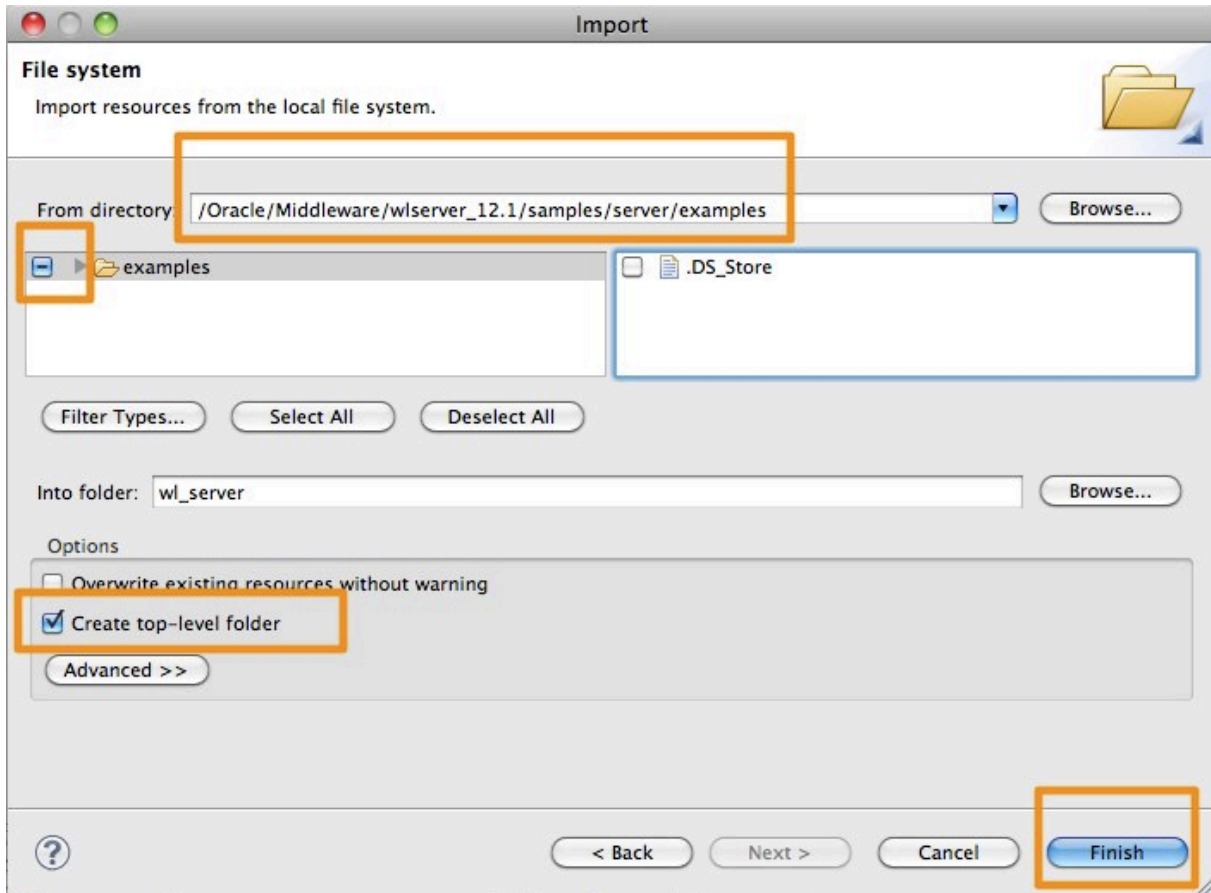 Import
File system
Import resources from the local file system.
From directory: /Oracle/Middleware/wlserver_12.1/samples/server/examples Browse...
examples .DS_Store
Filter Types... Select All Deselect All
Into folder: wl_server Browse...
Options
Overwrite existing resources without warning
Create top-level folder
Advanced >>
? < Back Next > Cancel Finish